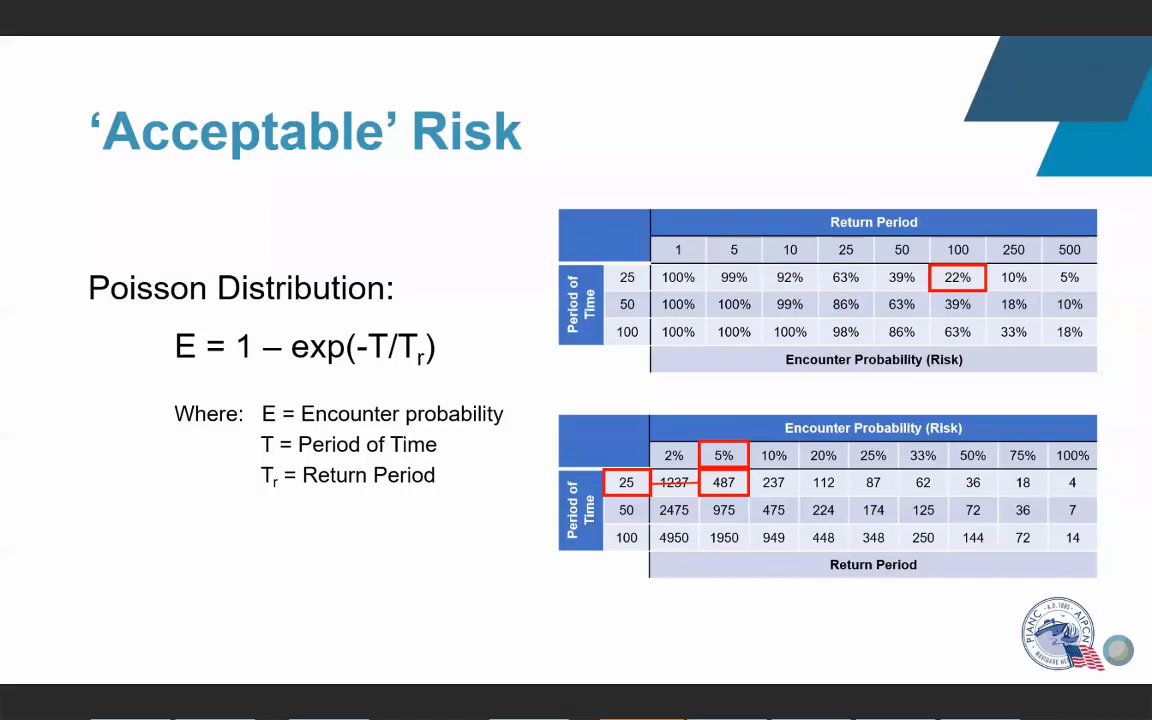 ‘Acceptable’ Risk
Poisson Distribution:
E = 1 – exp(-T/Tr)
Where: E = Encounter probability
T = Period of Time
Tr = Return Period
Return Period
1 5 10 25 50 100 250 500
Period of Time
25 100% 99% 92% 63% 39% 22% 10% 5%
50 100% 100% 99% 86% 63% 39% 18% 10%
100 100% 100% 100% 98% 86% 63% 33% 18%
Encounter Probability (Risk)
Encounter Probability (Risk)
2% 5% 10% 20% 25% 33% 50% 75% 100%
Period of Time
25 1237 487 237 112 87 62 36 18 4
50 2475 975 475 224 174 125 72 36 7
100 4950 1950 949 448 348 250 144 72 14
Return Period
PIANC A.D. 1885 AIPCN